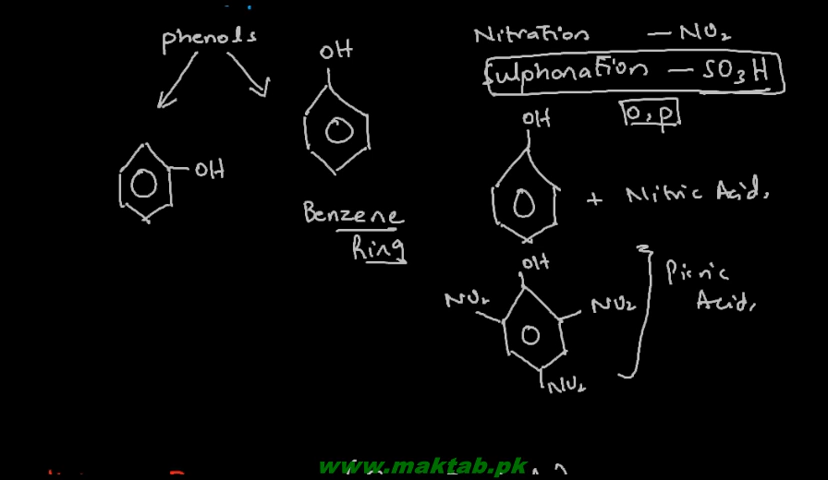 phenols
OH
OH
Benzene
Ring
Nitration — NO₂
Sulphonation — SO₃H
o,p
OH
+ Nitric Acid.
OH
NO₂
NO₂
NO₂
Picric
Acid.
www.maktab.pk